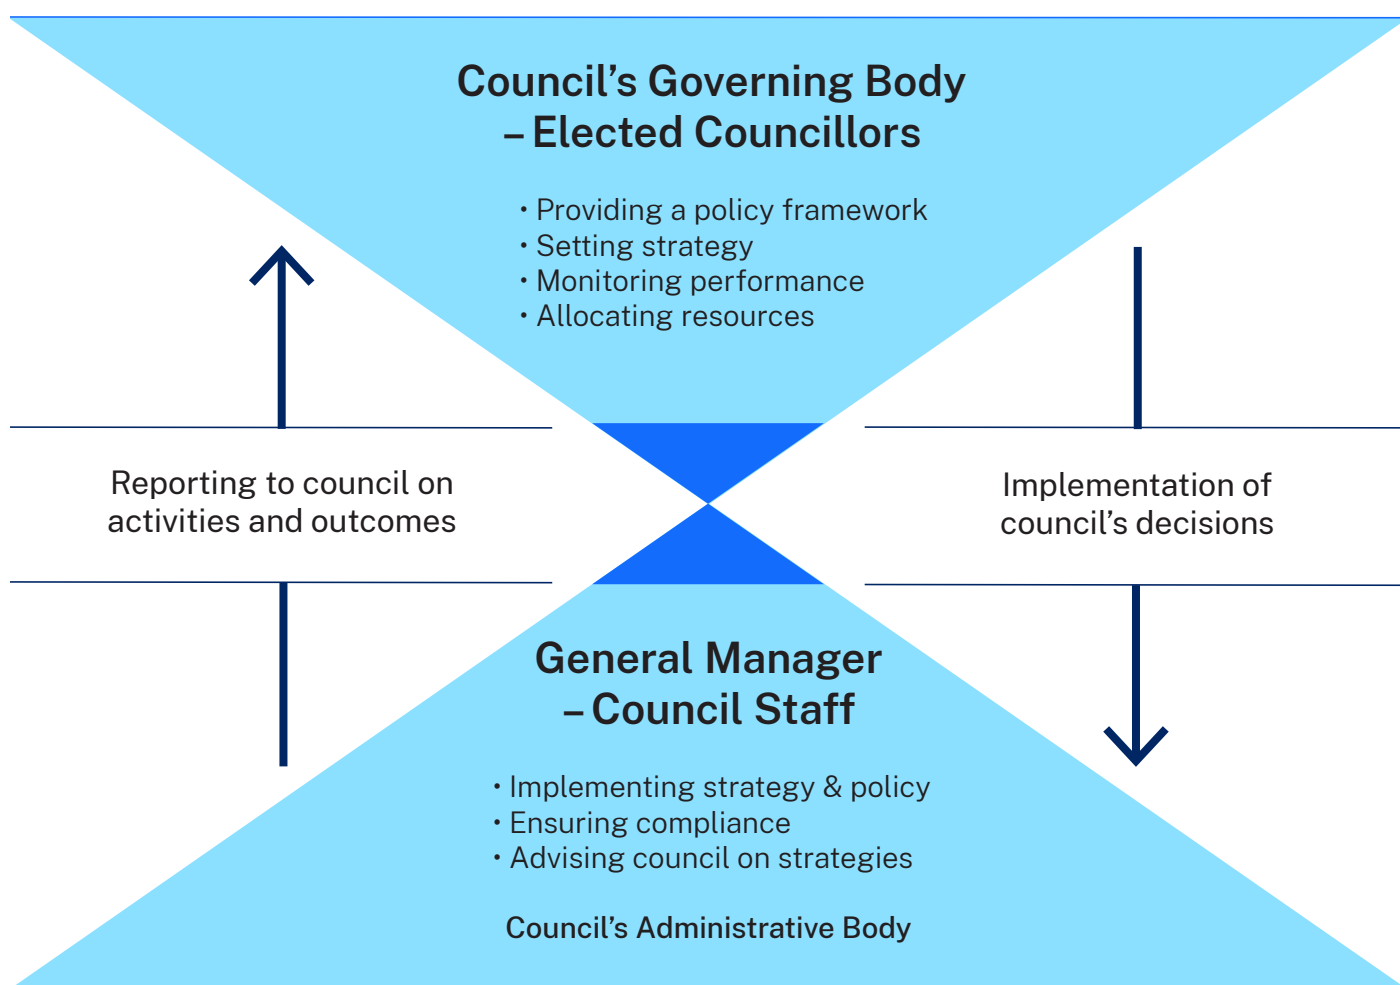 Council’s Governing Body
– Elected Councillors
• Providing a policy framework
• Setting strategy
• Monitoring performance
• Allocating resources
Reporting to council on
activities and outcomes
Implementation of
council’s decisions
General Manager
– Council Staff
• Implementing strategy & policy
• Ensuring compliance
• Advising council on strategies
Council’s Administrative Body